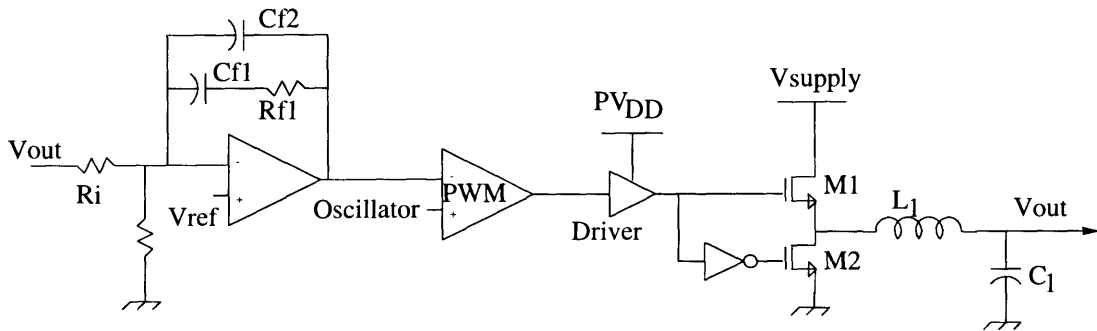 Cf2
Cf1
Rf1
Vout
Ri
-
+
Vref
Oscillator
-
+
PWM
PVDD
Driver
Vsupply
M1
M2
L1
Vout
C1